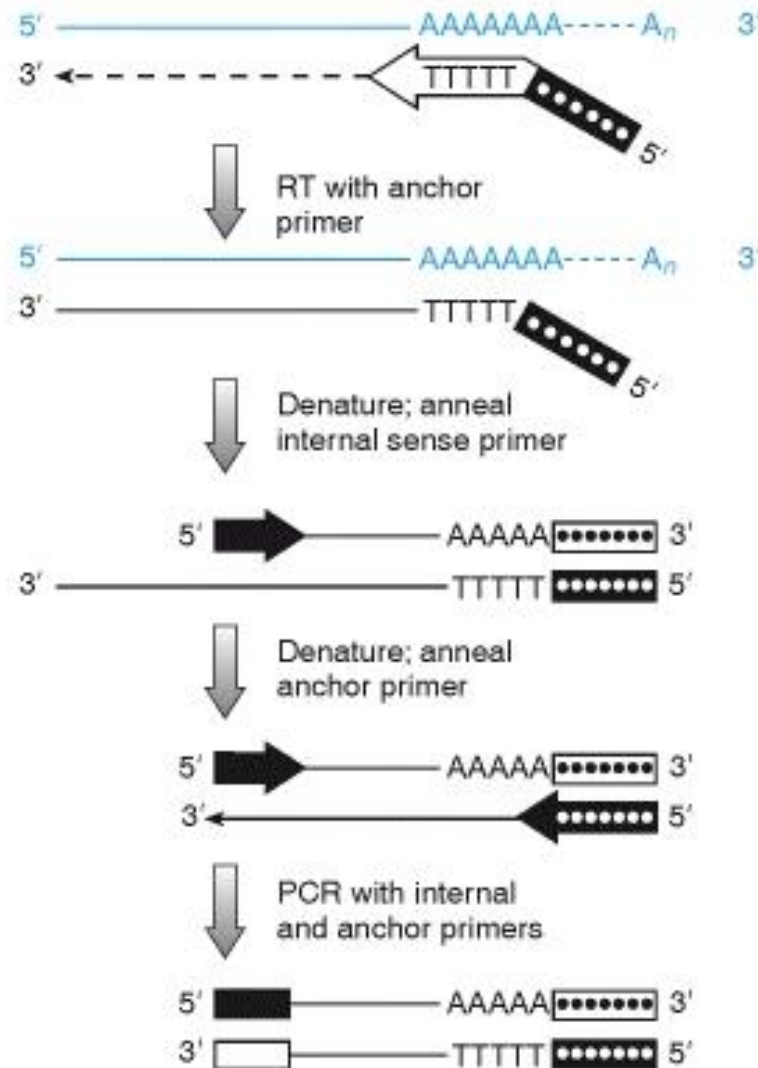 5′ AAAAAAA-----Aₙ 3′
3′ TTTTT 5′
RT with anchor
primer
5′ AAAAAAA-----Aₙ 3′
3′ TTTTT 5′
Denature; anneal
internal sense primer
5′ AAAAA 3′
3′ TTTTT 5′
Denature; anneal
anchor primer
5′ AAAAA 3′
3′ 5′
PCR with internal
and anchor primers
5′ AAAAA 3′
3′ TTTTT 5′